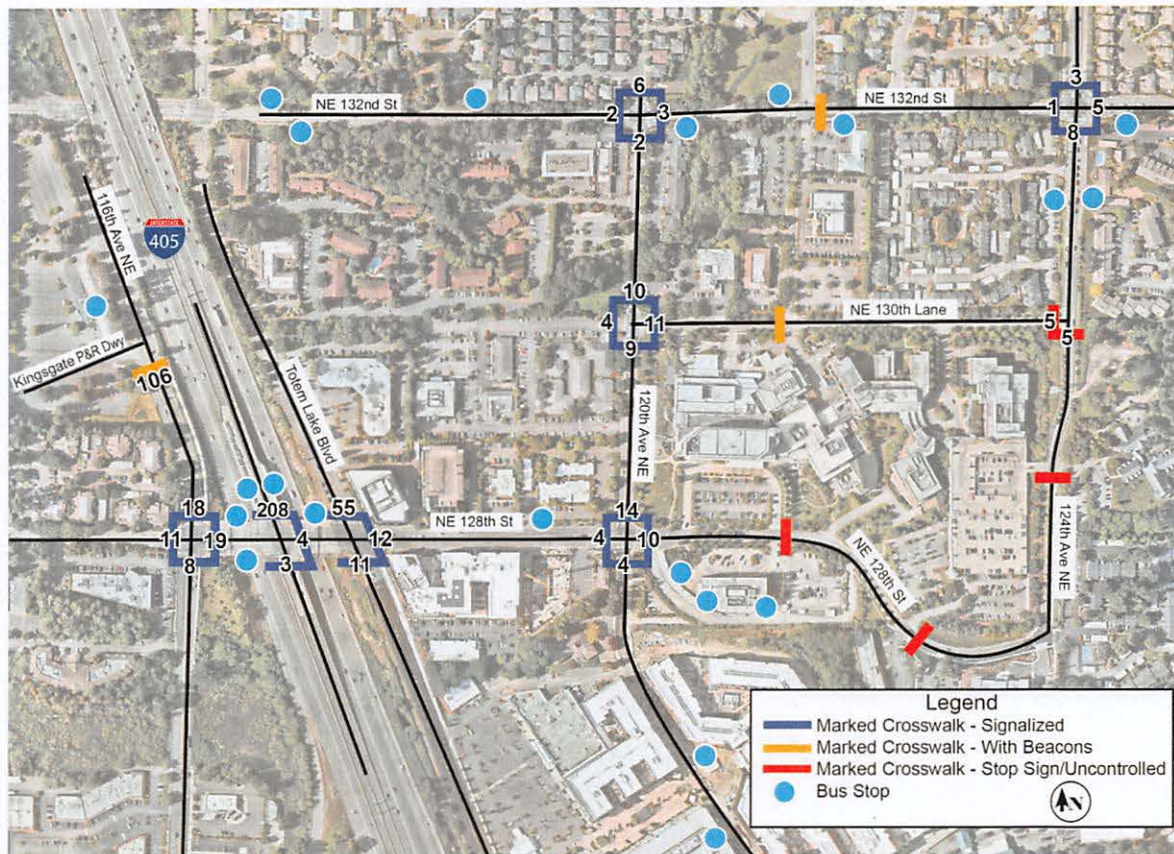 NE 132nd St
6
2 3
2
NE 132nd St
3
1 5
8
116th Ave NE
INTERSTATE
405
10
4 11
9
NE 130th Lane
5
5
Kingsgate P&R Dwy
106
Totem Lake Blvd
120th Ave NE
18
11 19
8
208
4
3
55
12
11
NE 128th St
14
4 10
4
NE 128th St
124th Ave NE
Legend
Marked Crosswalk - Signalized
Marked Crosswalk - With Beacons
Marked Crosswalk - Stop Sign/Uncontrolled
Bus Stop
N